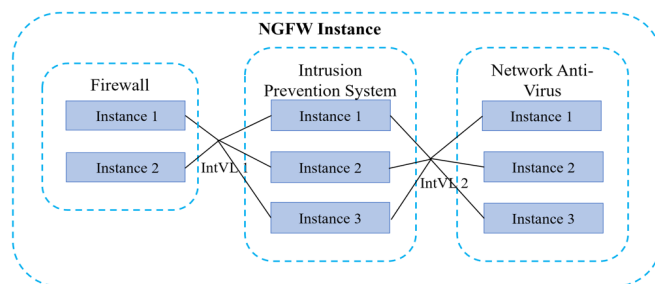 NGFW Instance
Firewall
Instance 1
Instance 2
IntVL 1
Intrusion
Prevention System
Instance 1
Instance 2
Instance 3
IntVL 2
Network Anti-
Virus
Instance 1
Instance 2
Instance 3